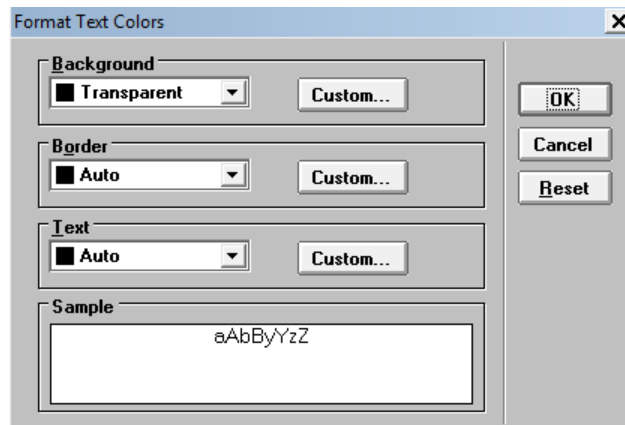 Format Text Colors
Background
Transparent
Custom...
Border
Auto
Custom...
Text
Auto
Custom...
Sample
aAbByYzZ
OK
Cancel
Reset